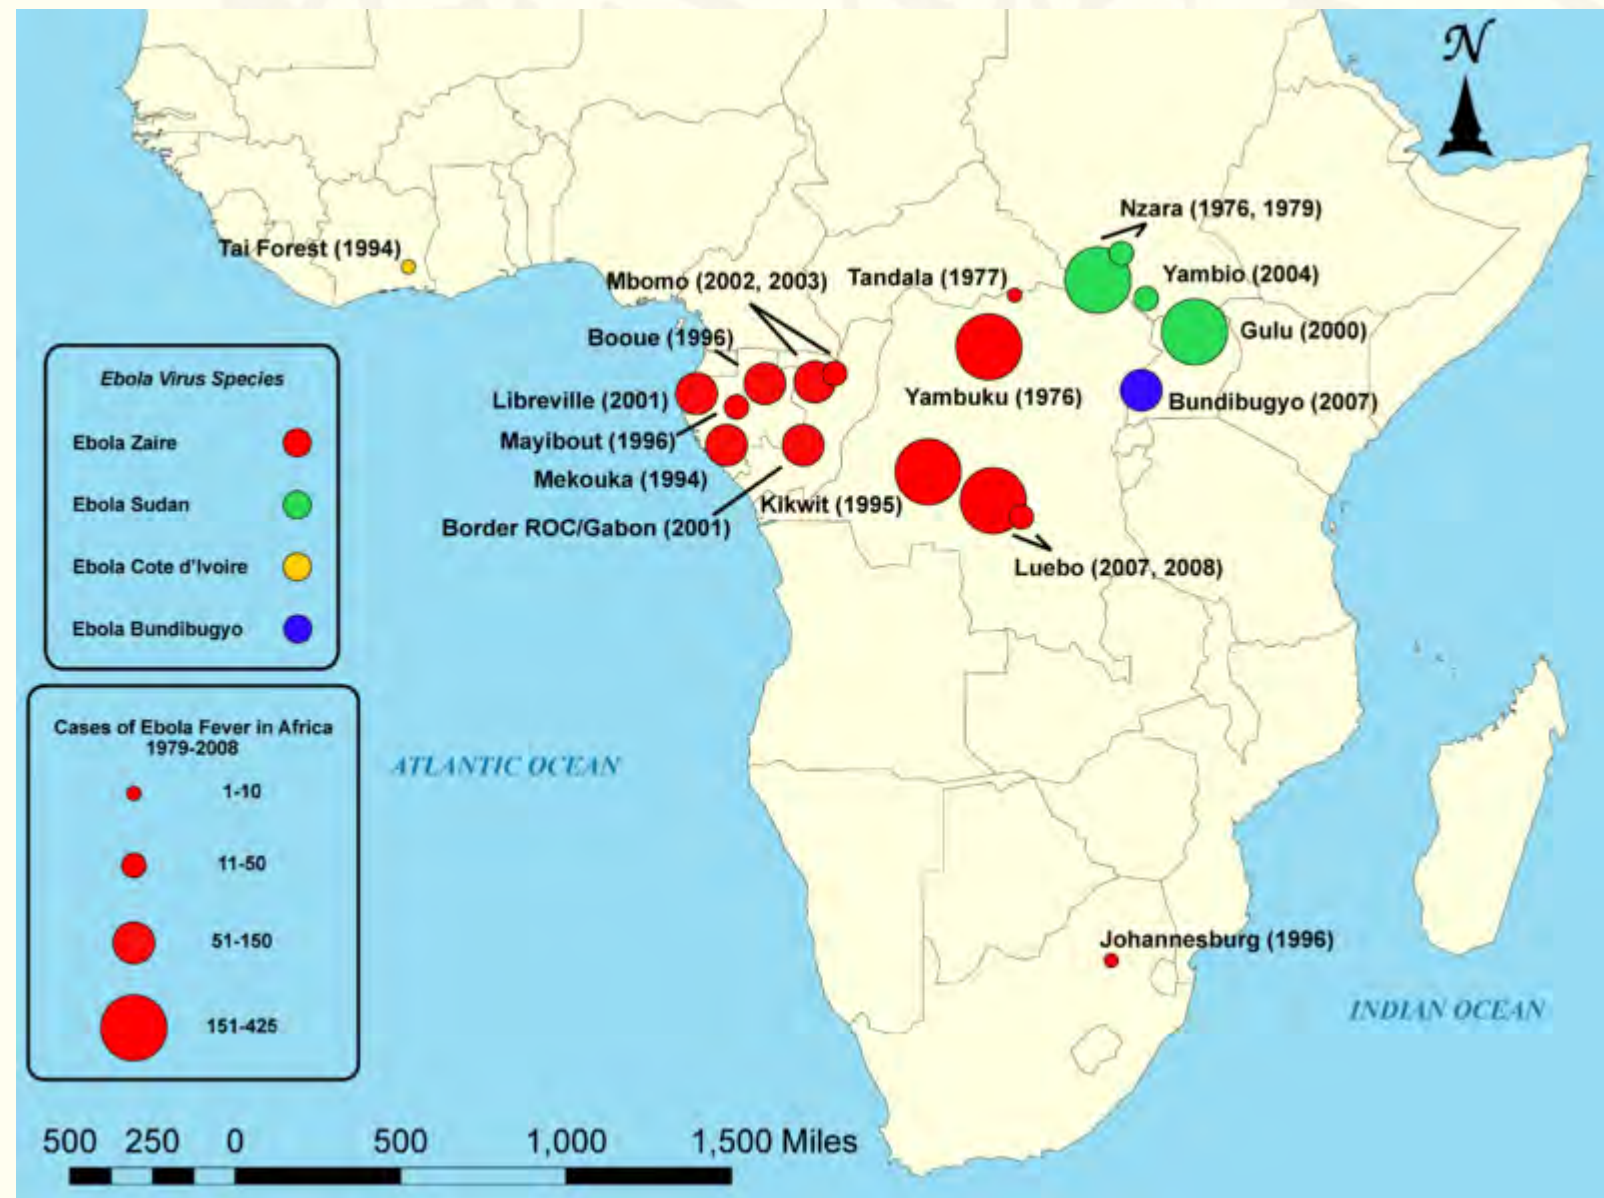 N
Nzara (1976, 1979)
Tai Forest (1994)
Mbomo (2002, 2003)
Tandala (1977)
Yambio (2004)
Booue (1996)
Gulu (2000)
Libreville (2001)
Yambuku (1976)
Bundibugyo (2007)
Mayibout (1996)
Mekouka (1994)
Kikwit (1995)
Border ROC/Gabon (2001)
Luebo (2007, 2008)
Ebola Virus Species
Ebola Zaire
Ebola Sudan
Ebola Cote d'Ivoire
Ebola Bundibugyo
Cases of Ebola Fever in Africa
1979-2008
1-10
11-50
51-150
151-425
ATLANTIC OCEAN
Johannesburg (1996)
INDIAN OCEAN
500 250 0 500 1,000 1,500 Miles